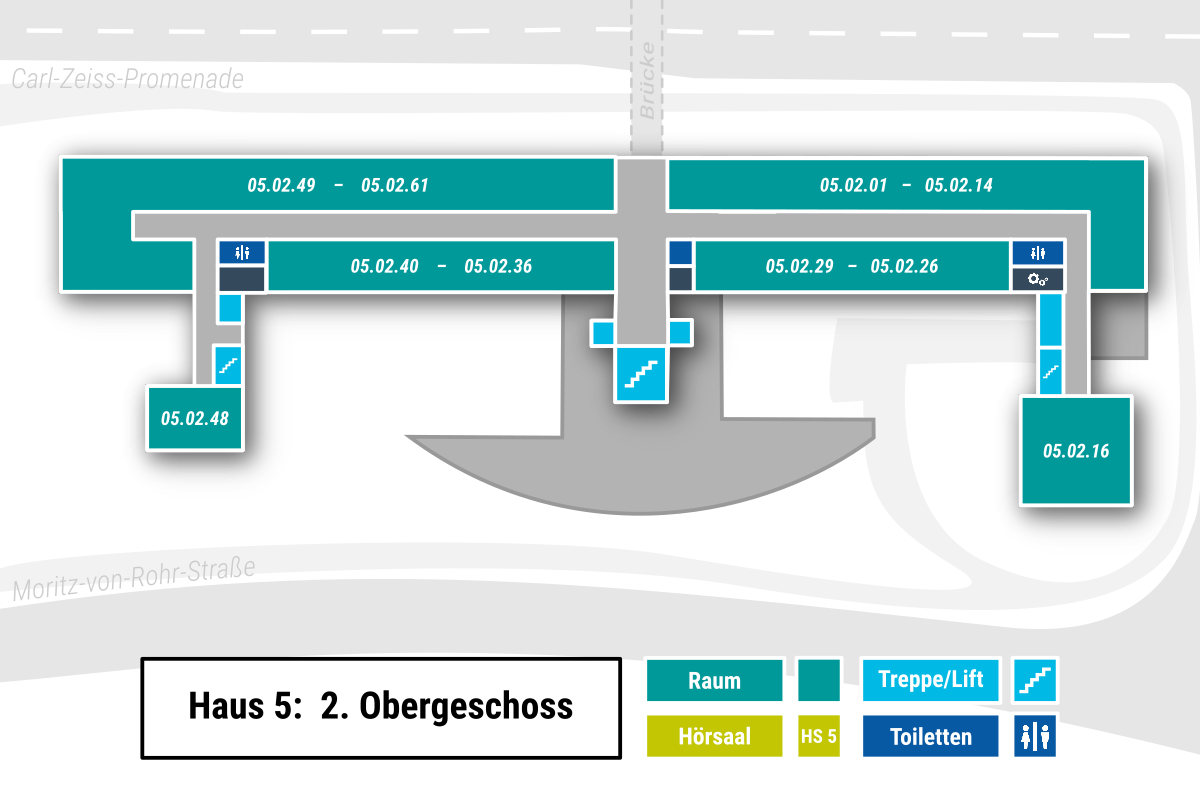 Brücke
Carl-Zeiss-Promenade
05.02.49 – 05.02.61
05.02.01 – 05.02.14
05.02.40 – 05.02.36
05.02.29 – 05.02.26
05.02.48
05.02.16
Moritz-von-Rohr-Straße
Haus 5: 2. Obergeschoss
Raum
Treppe/Lift
Hörsaal
HS 5
Toiletten